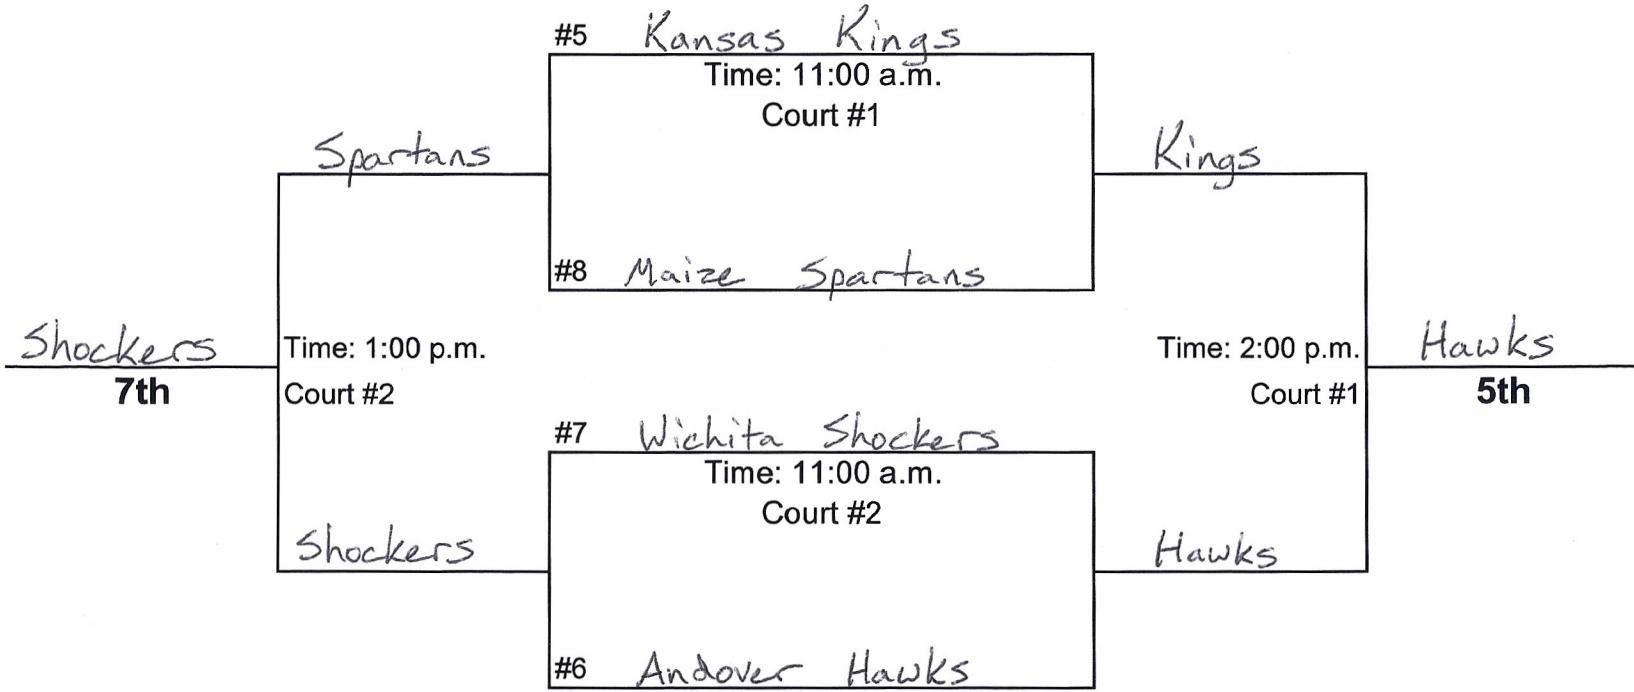 #5 Kansas Kings
Time: 11:00 a.m.
Court #1
Spartans
Kings
#8 Maize Spartans
Shockers
7th
Time: 1:00 p.m.
Court #2
Time: 2:00 p.m.
Court #1
Hawks
5th
#7 Wichita Shockers
Time: 11:00 a.m.
Court #2
Shockers
Hawks
#6 Andover Hawks